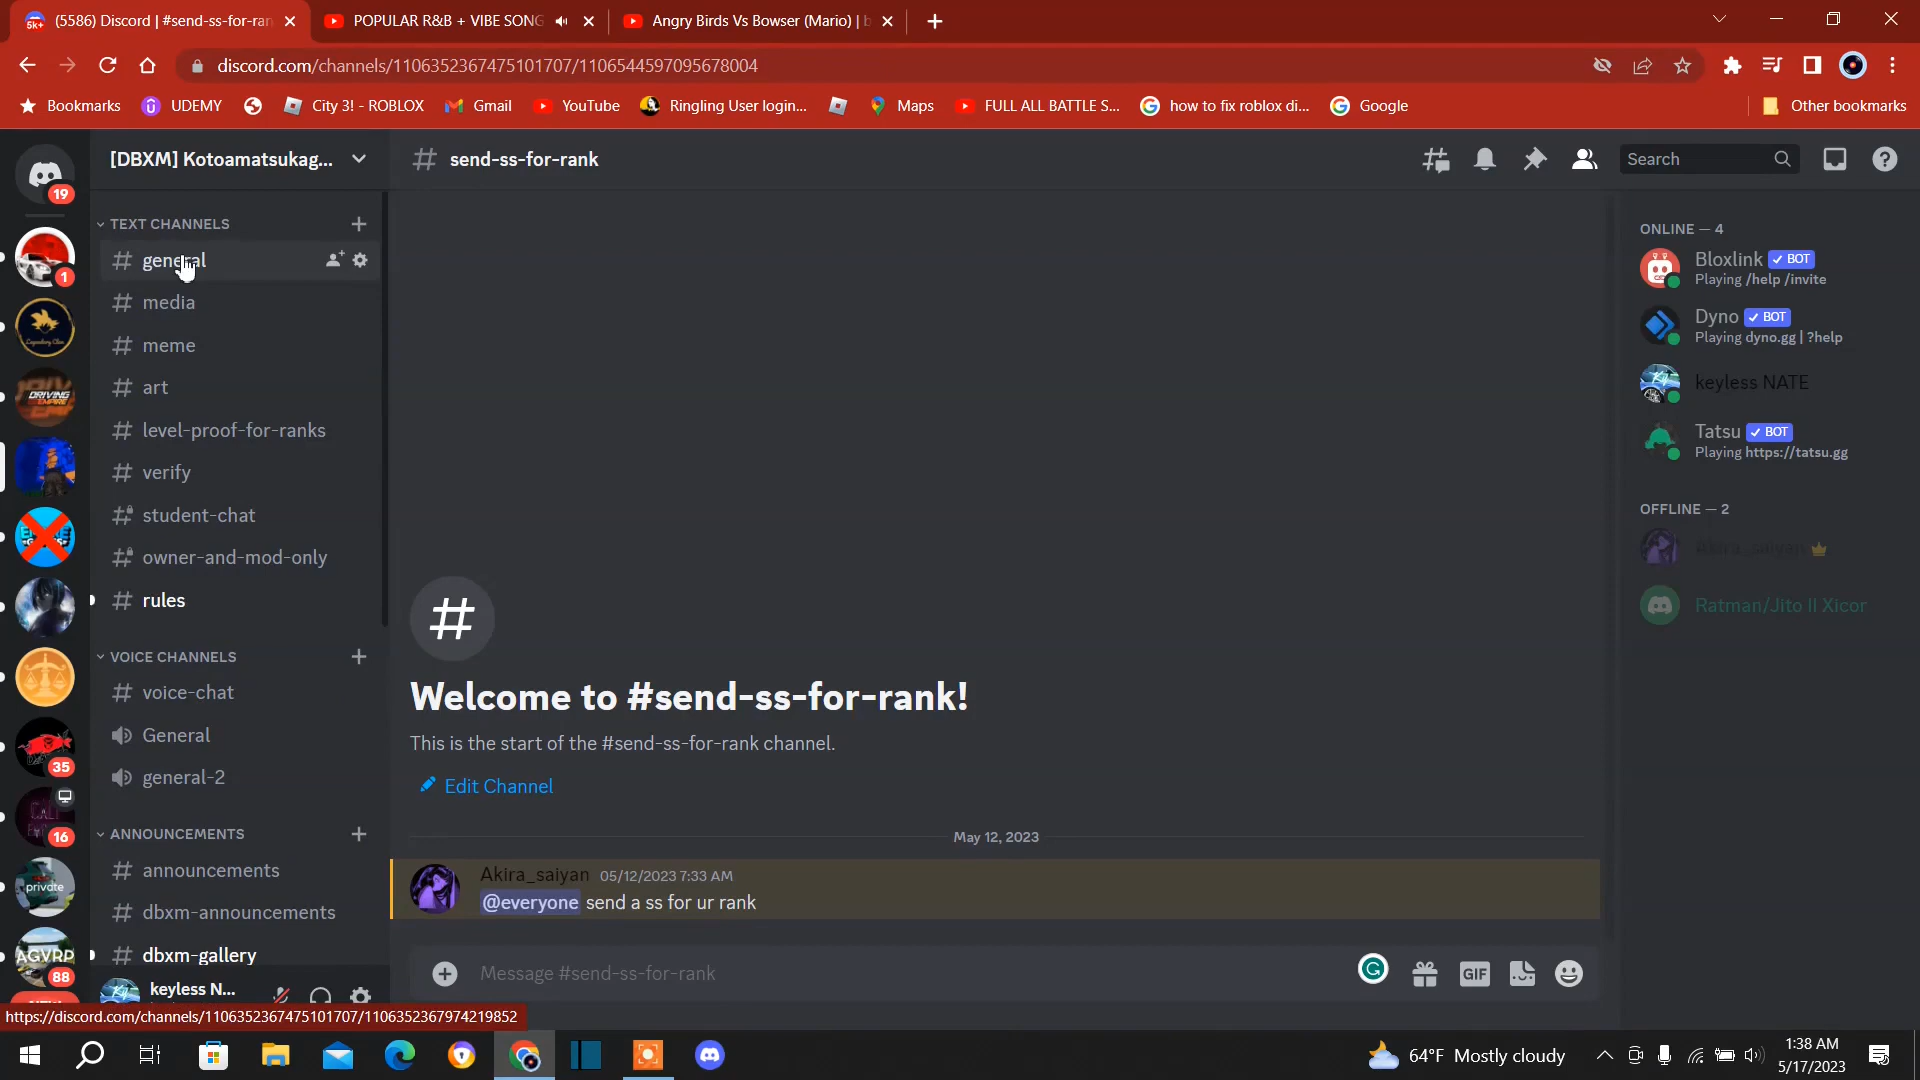 (5586) Discord | #send-ss-for-ran
POPULAR R&B + VIBE SONG
Angry Birds Vs Bowser (Mario) | b
discord.com/channels/1106352367475101707/1106544597095678004
Bookmarks
UDEMY
City 3! - ROBLOX
Gmail
YouTube
Ringling User login...
Maps
FULL ALL BATTLE S...
how to fix roblox di...
Google
Other bookmarks
[DBXM] Kotoamatsukag...
send-ss-for-rank
Search
19
1
35
16
private
AGVRP
88
DRIVING
TEXT CHANNELS
general
media
meme
art
level-proof-for-ranks
verify
student-chat
owner-and-mod-only
rules
VOICE CHANNELS
voice-chat
General
general-2
ANNOUNCEMENTS
announcements
dbxm-announcements
dbxm-gallery
keyless N...
Welcome to #send-ss-for-rank!
This is the start of the #send-ss-for-rank channel.
Edit Channel
May 12, 2023
Akira_saiyan 05/12/2023 7:33 AM
@everyone send a ss for ur rank
Message #send-ss-for-rank
GIF
ONLINE — 4
Bloxlink ✓ BOT
Playing /help /invite
Dyno ✓ BOT
Playing dyno.gg | ?help
keyless NATE
Tatsu ✓ BOT
Playing https://tatsu.gg
OFFLINE — 2
Akira_saiyan
Ratman/Jito II Xicor
https://discord.com/channels/1106352367475101707/1106352367974219852
64°F Mostly cloudy
1:38 AM
5/17/2023